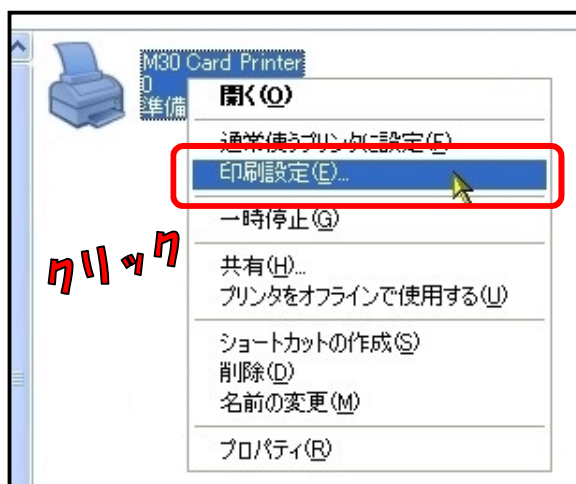 M30 Card Printer
0
準備
開く(O)
通常使うプリンタに設定(F)
印刷設定(E)...
一時停止(G)
クリック
共有(H)...
プリンタをオフラインで使用する(U)
ショートカットの作成(S)
削除(D)
名前の変更(M)
プロパティ(R)